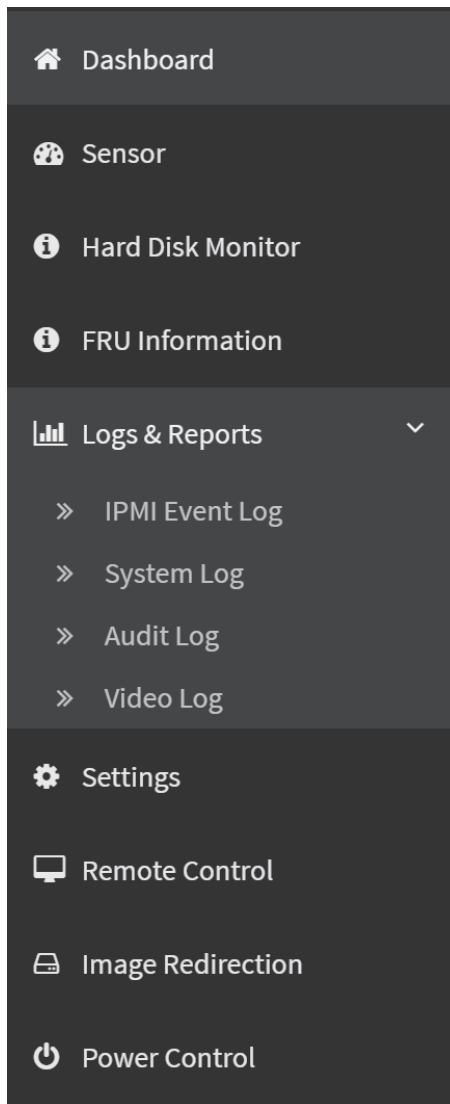 Dashboard
Sensor
Hard Disk Monitor
FRU Information
Logs & Reports
IPMI Event Log
System Log
Audit Log
Video Log
Settings
Remote Control
Image Redirection
Power Control